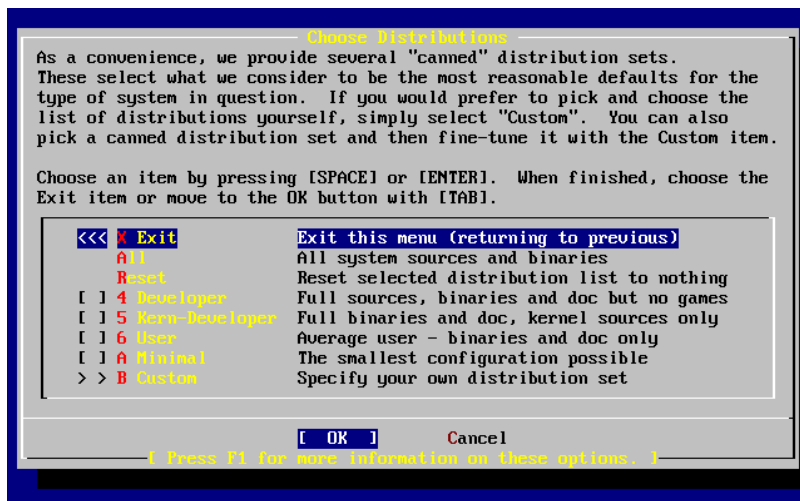 Choose Distributions
As a convenience, we provide several "canned" distribution sets.
These select what we consider to be the most reasonable defaults for the
type of system in question.  If you would prefer to pick and choose the
list of distributions yourself, simply select "Custom".  You can also
pick a canned distribution set and then fine-tune it with the Custom item.
Choose an item by pressing [SPACE] or [ENTER].  When finished, choose the
Exit item or move to the OK button with [TAB].
<<< X Exit Exit this menu (returning to previous)
All All system sources and binaries
Reset Reset selected distribution list to nothing
[ ] 4 Developer Full sources, binaries and doc but no games
[ ] 5 Kern-Developer Full binaries and doc, kernel sources only
[ ] 6 User Average user - binaries and doc only
[ ] A Minimal The smallest configuration possible
> > B Custom Specify your own distribution set
[ OK ] Cancel
[ Press F1 for more information on these options. ]